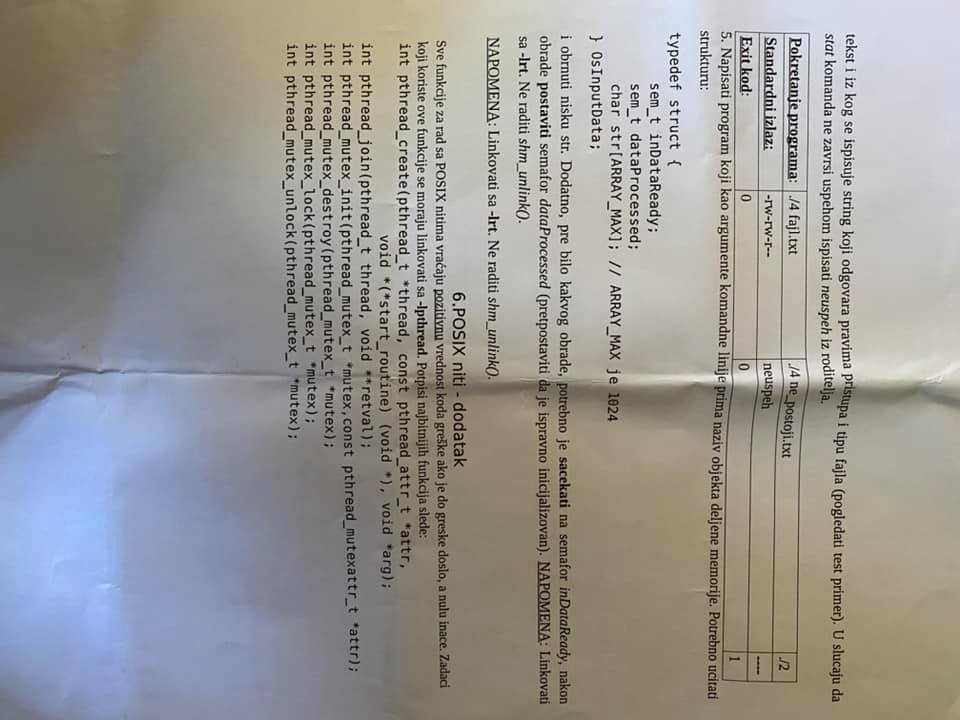 tekst i iz kog se ispisuje string koji odgovara pravima pristupa i tipu fajla (pogledati test primer). U slucaju da
stat komanda ne zavrsi uspehom ispisati neuspeh iz roditelja.
Pokretanje programa: ./4 fajl.txt ./4 ne_postoji.txt ./2
Standardni izlaz: -rw-rw-r-- neuspeh ----
Exit kod: 0 0 1
5. Napisati program koji kao argumente komandne linije prima naziv objekta deljene memorije. Potrebno ucitati
strukturu:
typedef struct {
sem_t inDataReady;
sem_t dataProcessed;
char str[ARRAY_MAX]; // ARRAY_MAX je 1024
} OsInputData;
i obrnuti nisku str. Dodatno, pre bilo kakvog obrade, potrebno je sacekati na semafor inDataReady, nakon
obrade postaviti semafor dataProcessed (pretpostaviti da je ispravno inicijalizovan). NAPOMENA: Linkovati
sa -lrt. Ne raditi shm_unlink().
NAPOMENA: Linkovati sa -lrt. Ne raditi shm_unlink().
6.POSIX niti - dodatak
Sve funkcije za rad sa POSIX nitima vraćaju pozitivnu vrednost koda greške ako je do greske doslo, a nulu inace. Zadaci
koji koriste ove funkcije se moraju linkovati sa -lpthread. Potpisi najbitnijih funkcija slede:
int pthread_create(pthread_t *thread, const pthread_attr_t *attr,
void *(*start_routine) (void *), void *arg);
int pthread_join(pthread_t thread, void **retval);
int pthread_mutex_init(pthread_mutex_t *mutex,const pthread_mutexattr_t *attr);
int pthread_mutex_destroy(pthread_mutex_t *mutex);
int pthread_mutex_lock(pthread_mutex_t *mutex);
int pthread_mutex_unlock(pthread_mutex_t *mutex);